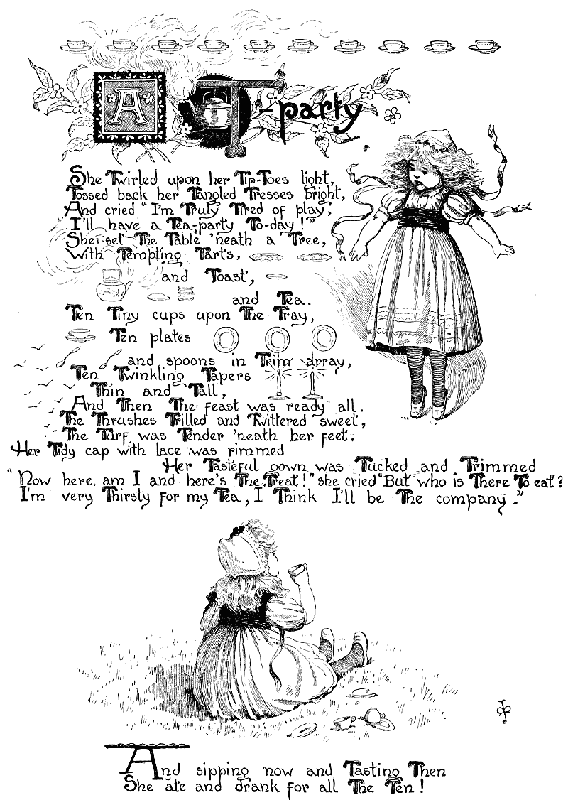 A T-party
She Twirled upon her Tip-Toes light,
Tossed back her Tangled Tresses bright,
And cried "I'm Truly Tired of play;
I'll have a Tea-party To-day!"
She set The Table 'neath a Tree,
With Templing Tarts,
and Toast,
and Tea.
Ten Tiny cups upon The Tray,
Ten plates
and spoons in Trim array,
Ten Twinkling Tapers
Thin and Tall,
And Then The feast was ready all.
The Thrushes Trilled and Twittered sweet,
The Turf was Tender 'neath her feet.
Her Tidy cap with lace was rimmed
Her Tasteful gown was Tucked and Trimmed
"Now here am I and here's The Treat!" she cried "But who is There To eat?
I'm very Thirsty for my Tea, I Think I'll be The company."
And sipping now and Tasting Then
She ate and drank for all The Ten!